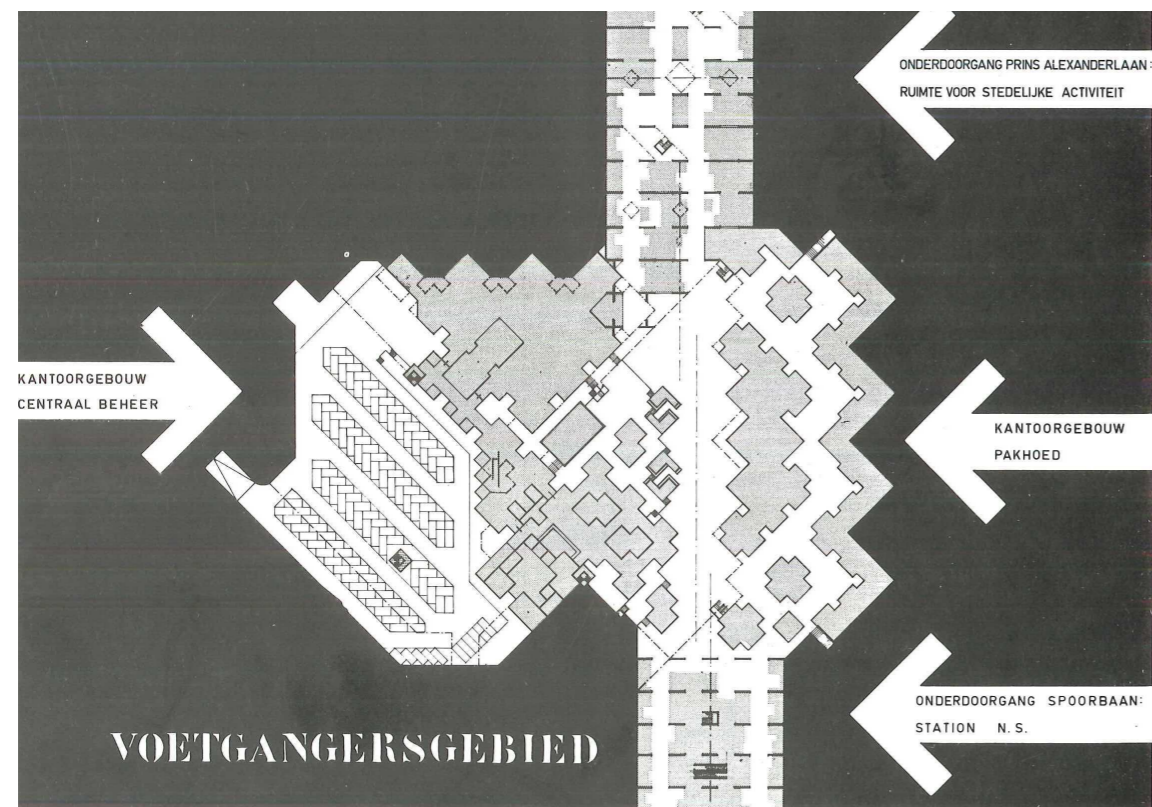 ONDERDOORGANG PRINS ALEXANDERLAAN:
RUIMTE VOOR STEDELIJKE ACTIVITEIT
KANTOORGEBOUW
CENTRAAL BEHEER
KANTOORGEBOUW
PAKHOED
ONDERDOORGANG SPOORBAAN:
STATION N.S.
VOETGANGERSGEBIED